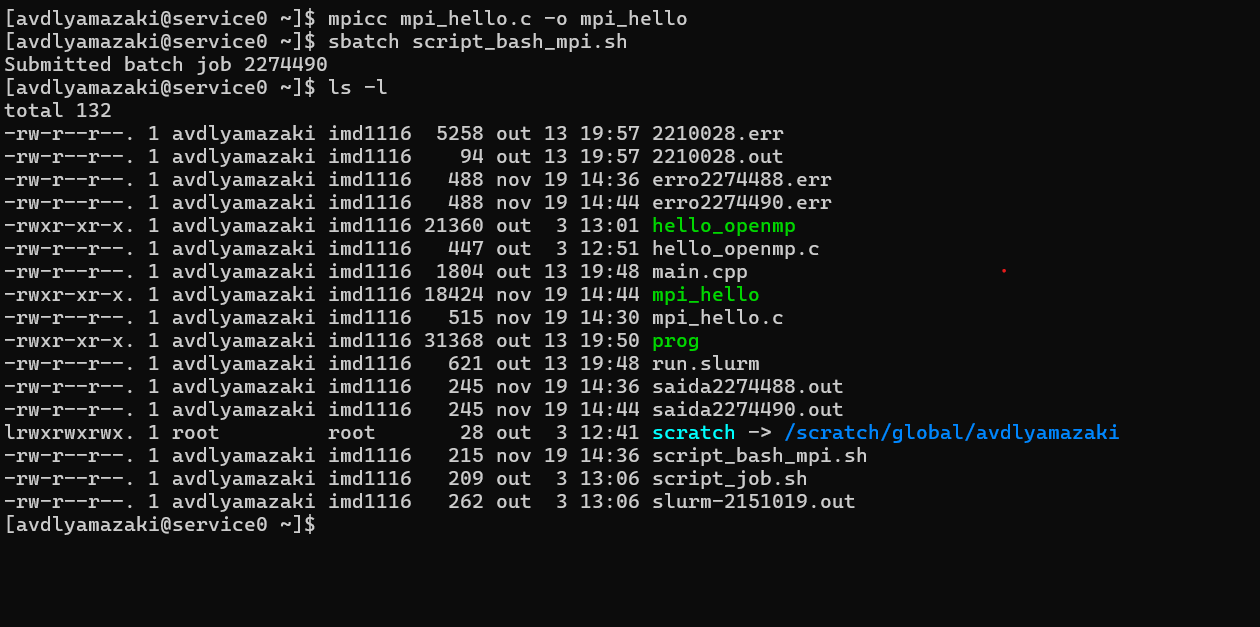 [avdlyamazaki@service0 ~]$ mpicc mpi_hello.c -o mpi_hello
[avdlyamazaki@service0 ~]$ sbatch script_bash_mpi.sh
Submitted batch job 2274490
[avdlyamazaki@service0 ~]$ ls -l
total 132
-rw-r--r--. 1 avdlyamazaki imd1116  5258 out 13 19:57 2210028.err
-rw-r--r--. 1 avdlyamazaki imd1116    94 out 13 19:57 2210028.out
-rw-r--r--. 1 avdlyamazaki imd1116   488 nov 19 14:36 erro2274488.err
-rw-r--r--. 1 avdlyamazaki imd1116   488 nov 19 14:44 erro2274490.err
-rwxr-xr-x. 1 avdlyamazaki imd1116 21360 out  3 13:01 hello_openmp
-rw-r--r--. 1 avdlyamazaki imd1116   447 out  3 12:51 hello_openmp.c
-rw-r--r--. 1 avdlyamazaki imd1116  1804 out 13 19:48 main.cpp
-rwxr-xr-x. 1 avdlyamazaki imd1116 18424 nov 19 14:44 mpi_hello
-rw-r--r--. 1 avdlyamazaki imd1116   515 nov 19 14:30 mpi_hello.c
-rwxr-xr-x. 1 avdlyamazaki imd1116 31368 out 13 19:50 prog
-rw-r--r--. 1 avdlyamazaki imd1116   621 out 13 19:48 run.slurm
-rw-r--r--. 1 avdlyamazaki imd1116   245 nov 19 14:36 saida2274488.out
-rw-r--r--. 1 avdlyamazaki imd1116   245 nov 19 14:44 saida2274490.out
lrwxrwxrwx. 1 root         root       28 out  3 12:41 scratch -> /scratch/global/avdlyamazaki
-rw-r--r--. 1 avdlyamazaki imd1116   215 nov 19 14:36 script_bash_mpi.sh
-rw-r--r--. 1 avdlyamazaki imd1116   209 out  3 13:06 script_job.sh
-rw-r--r--. 1 avdlyamazaki imd1116   262 out  3 13:06 slurm-2151019.out
[avdlyamazaki@service0 ~]$